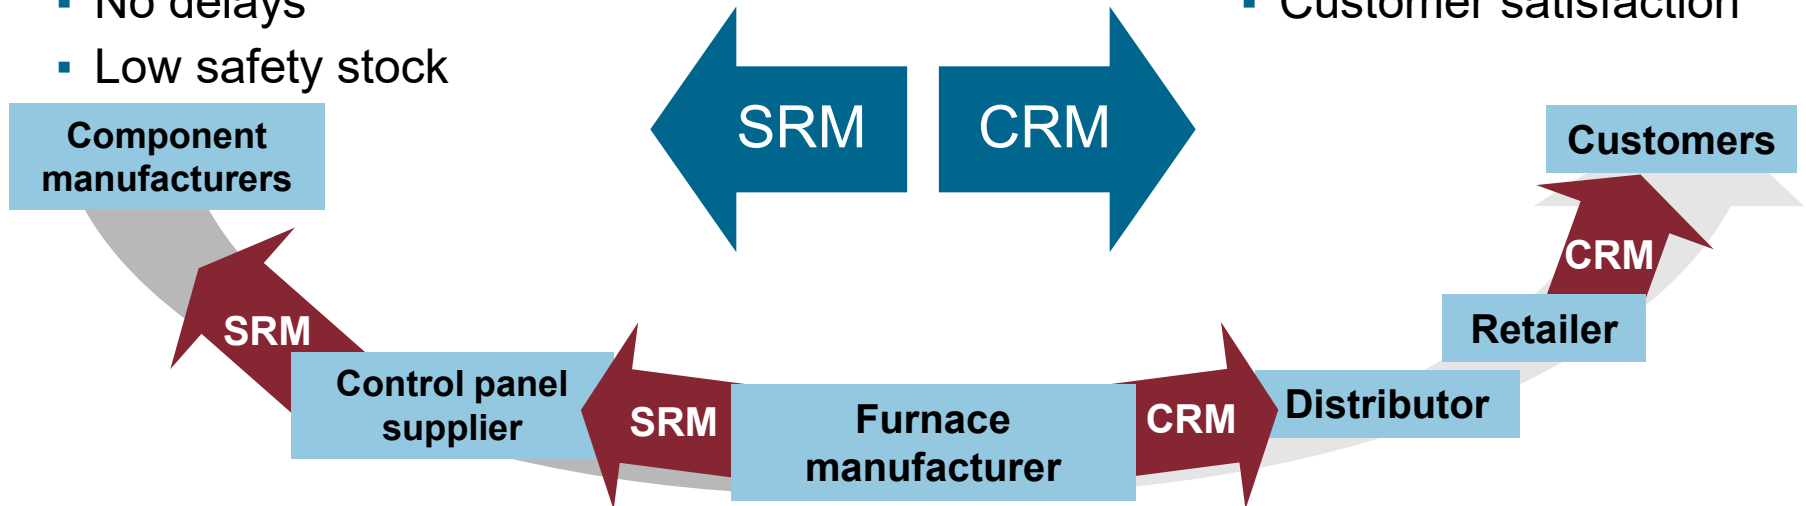 No delays
Customer satisfaction
Low safety stock
SRM
CRM
Component
manufacturers
Customers
CRM
SRM
Retailer
Control panel
supplier
SRM
Furnace
manufacturer
CRM
Distributor